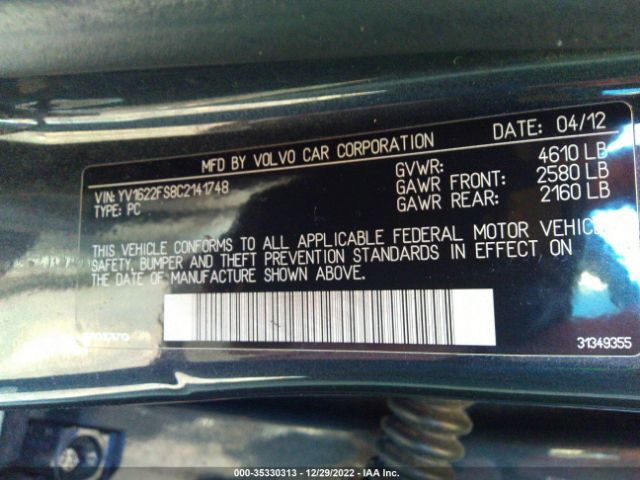 MFD BY VOLVO CAR CORPORATION
DATE: 04/12
VIN: YV1622FS8C2141748
TYPE: PC
GVWR: 4610 LB
GAWR FRONT: 2580 LB
GAWR REAR: 2160 LB
THIS VEHICLE CONFORMS TO ALL APPLICABLE FEDERAL MOTOR VEHICLE
SAFETY, BUMPER AND THEFT PREVENTION STANDARDS IN EFFECT ON
THE DATE OF MANUFACTURE SHOWN ABOVE.
31349355
000-35330313 - 12/29/2022 - IAA Inc.